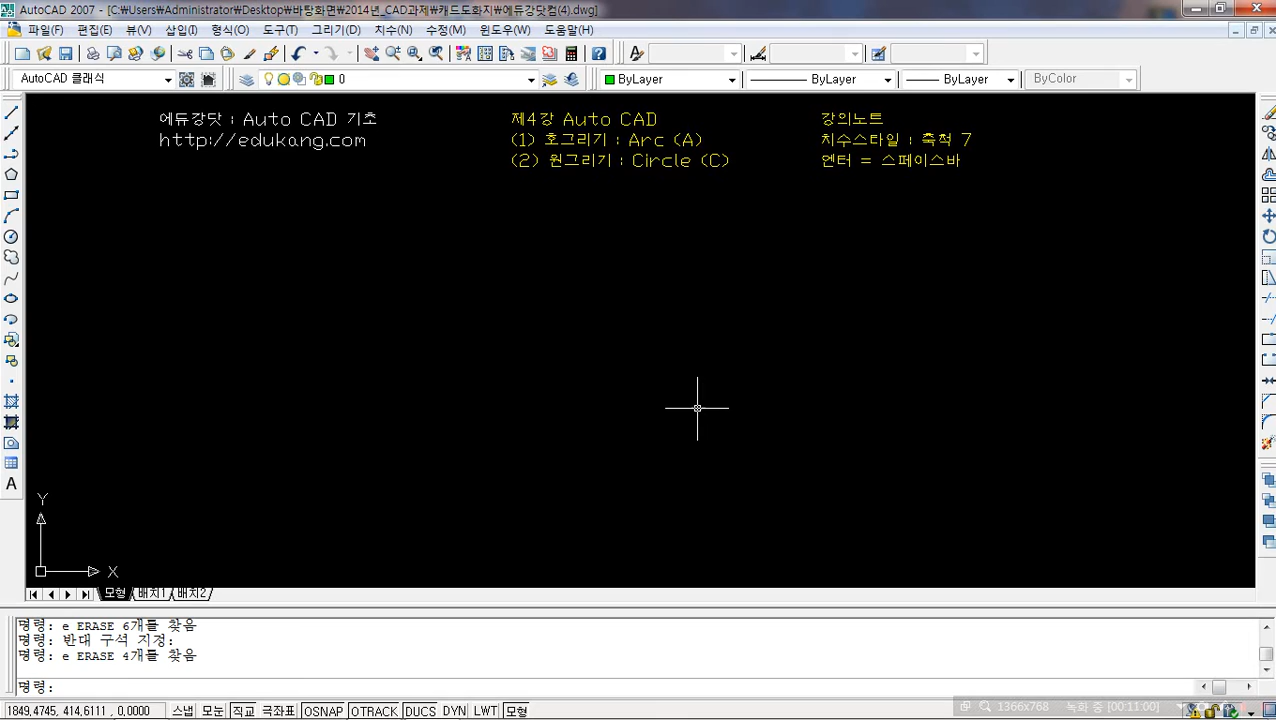 AutoCAD 2007 - [C:₩Users₩Administrator₩Desktop₩바탕화면₩2014년_CAD과제₩캐드도화지₩에듀강닷컴(4).dwg]
파일(F) 편집(E) 뷰(V) 삽입(I) 형식(O) 도구(T) 그리기(D) 치수(N) 수정(M) 윈도우(W) 도움말(H)
AutoCAD 클래식 0 ByLayer ByLayer ByLayer ByColor
에듀강닷 : Auto CAD 기초
http://edukang.com
제4강 Auto CAD
(1) 호그리기 : Arc (A)
(2) 원그리기 : Circle (C)
강의노트
치수스타일 : 축척 7
엔터 = 스페이스바
Y
X
모형 배치1 배치2
명령: e ERASE 6개를 찾음
명령: 반대 구석 지정:
명령: e ERASE 4개를 찾음
명령:
1849,4745, 414,6111 , 0,0000 스냅 모눈 직교 극좌표 OSNAP OTRACK DUCS DYN LWT 모형
1366x768 녹화 중 [00:11:00]